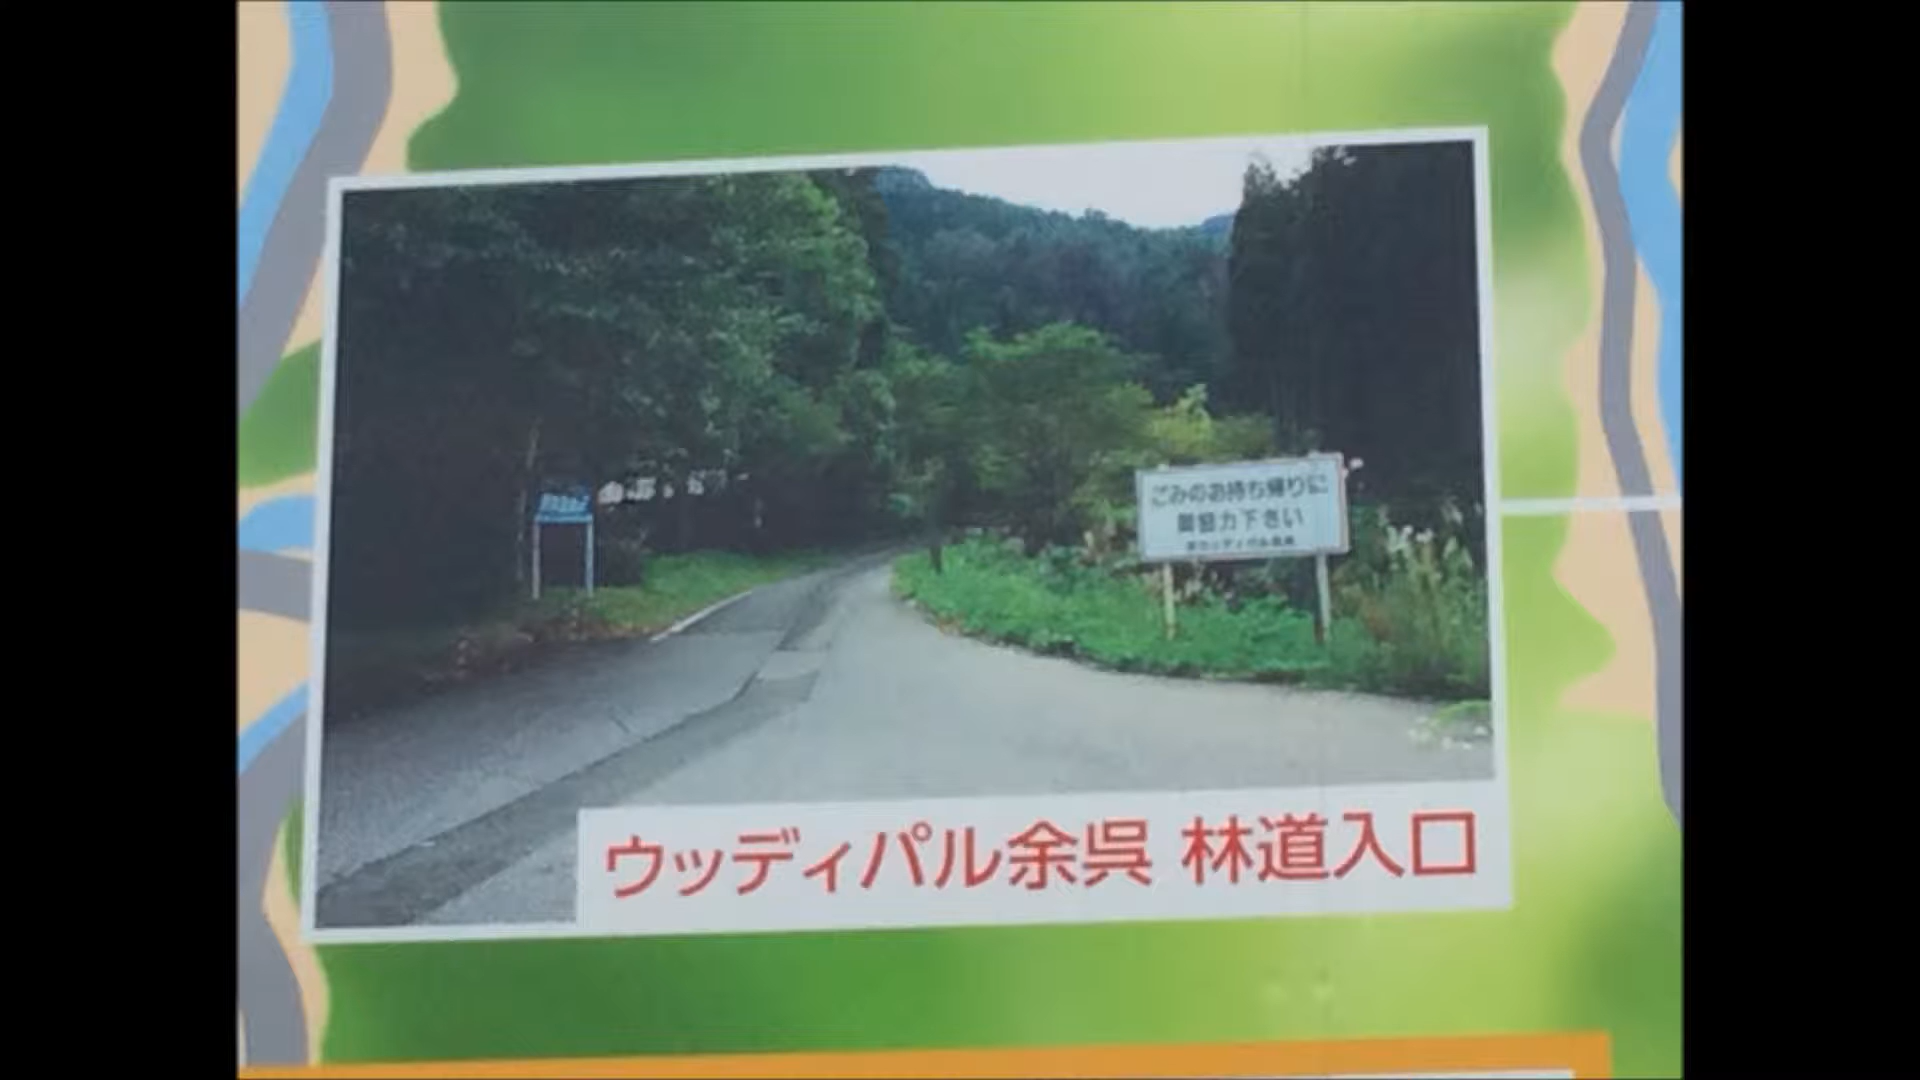 ごみのお持ち帰りに
御協力下さい
ウッディパル余呉 林道入口